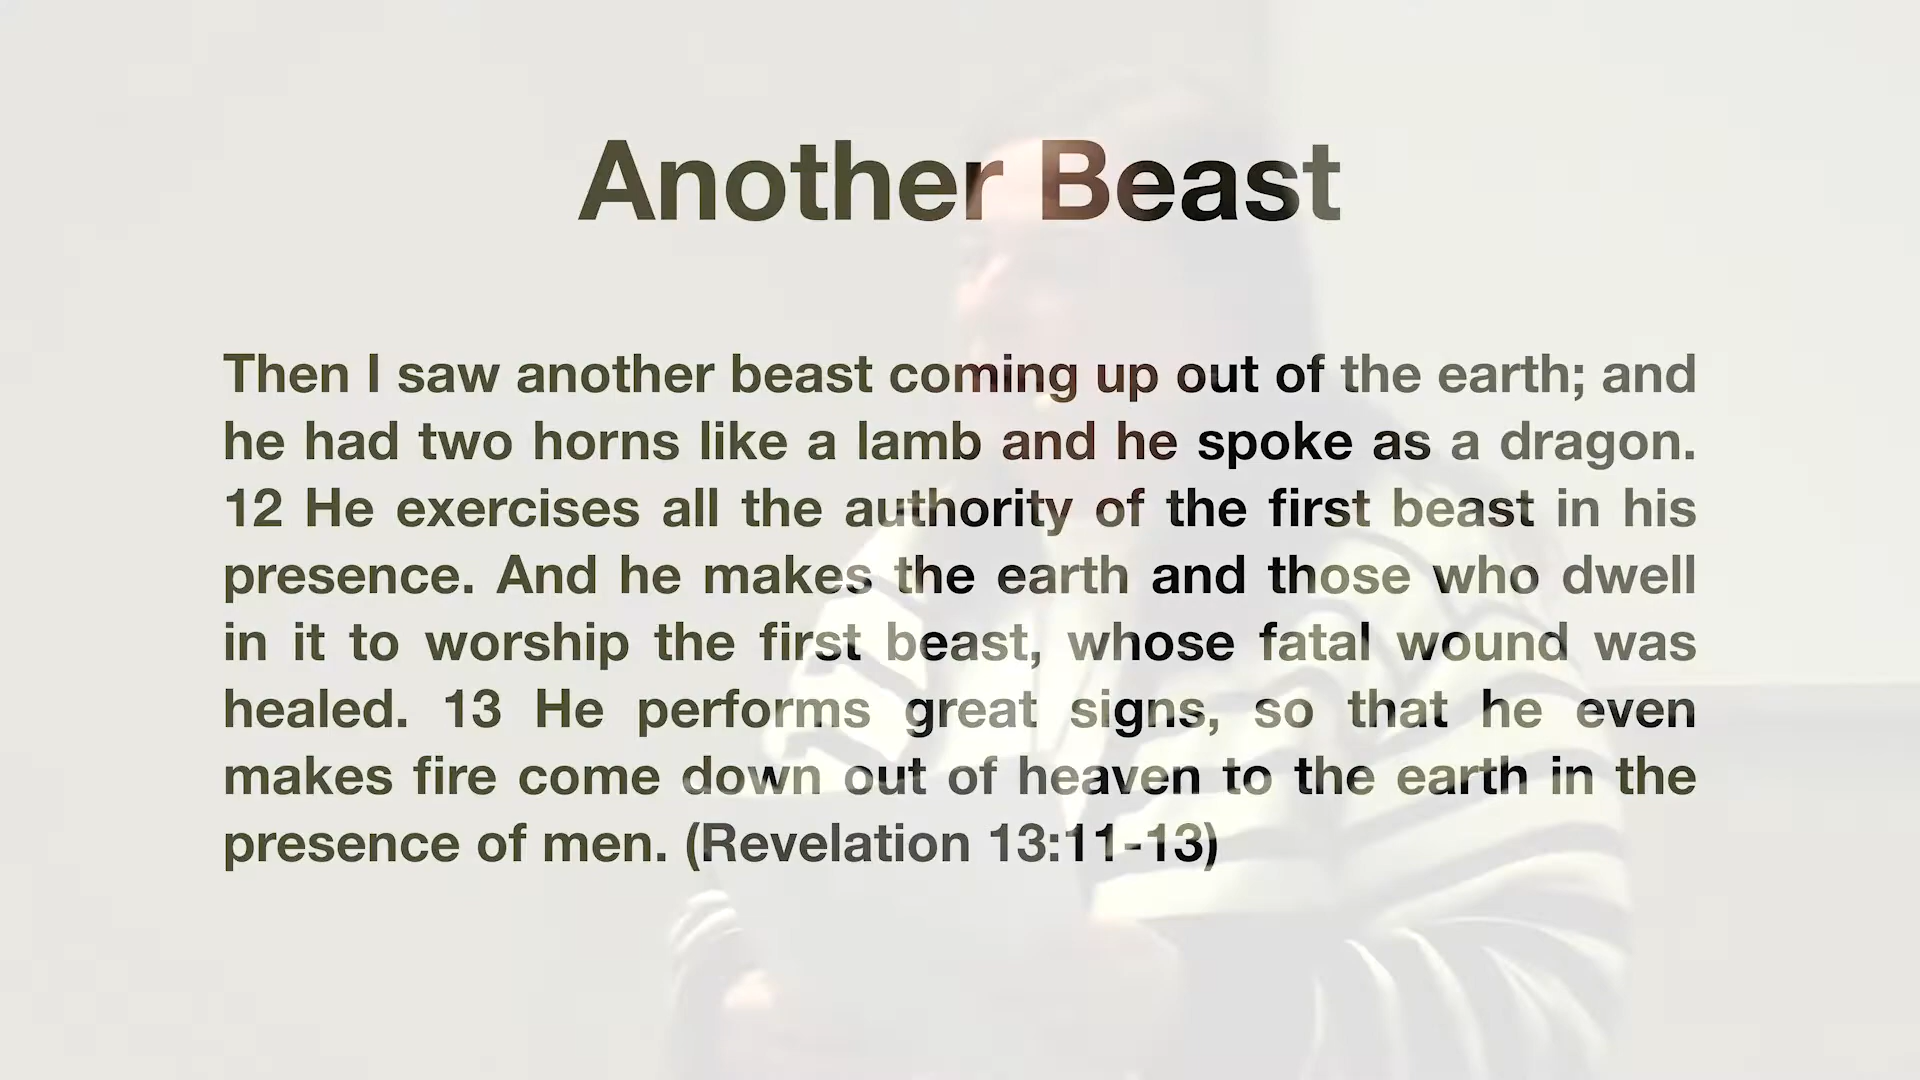 Another Beast
Then I saw another beast coming up out of the earth; and
he had two horns like a lamb and he spoke as a dragon.
12 He exercises all the authority of the first beast in his
presence. And he makes the earth and those who dwell
in it to worship the first beast, whose fatal wound was
healed. 13 He performs great signs, so that he even
makes fire come down out of heaven to the earth in the
presence of men. (Revelation 13:11-13)